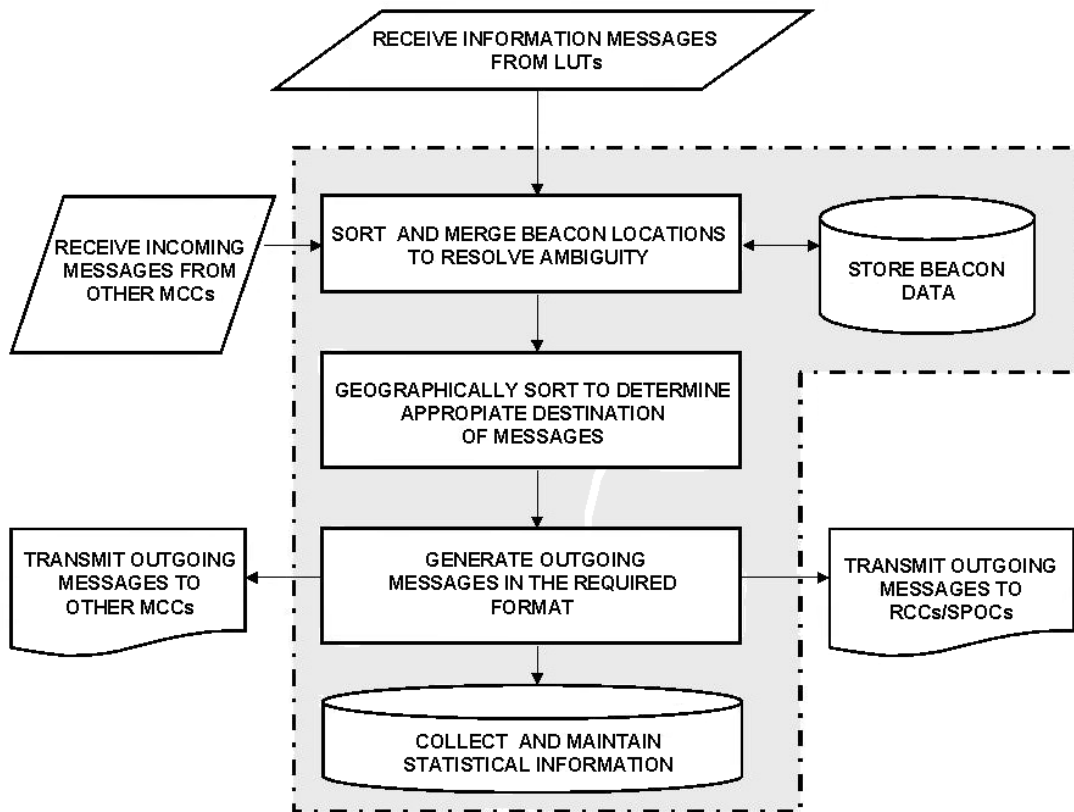 RECEIVE INFORMATION MESSAGES
FROM LUTs
RECEIVE INCOMING
MESSAGES FROM
OTHER MCCs
SORT AND MERGE BEACON LOCATIONS
TO RESOLVE AMBIGUITY
STORE BEACON
DATA
GEOGRAPHICALLY SORT TO DETERMINE
APPROPIATE DESTINATION
OF MESSAGES
TRANSMIT OUTGOING
MESSAGES TO
OTHER MCCs
GENERATE OUTGOING
MESSAGES IN THE REQUIRED
FORMAT
TRANSMIT OUTGOING
MESSAGES TO
RCCs/SPOCs
COLLECT AND MAINTAIN
STATISTICAL INFORMATION